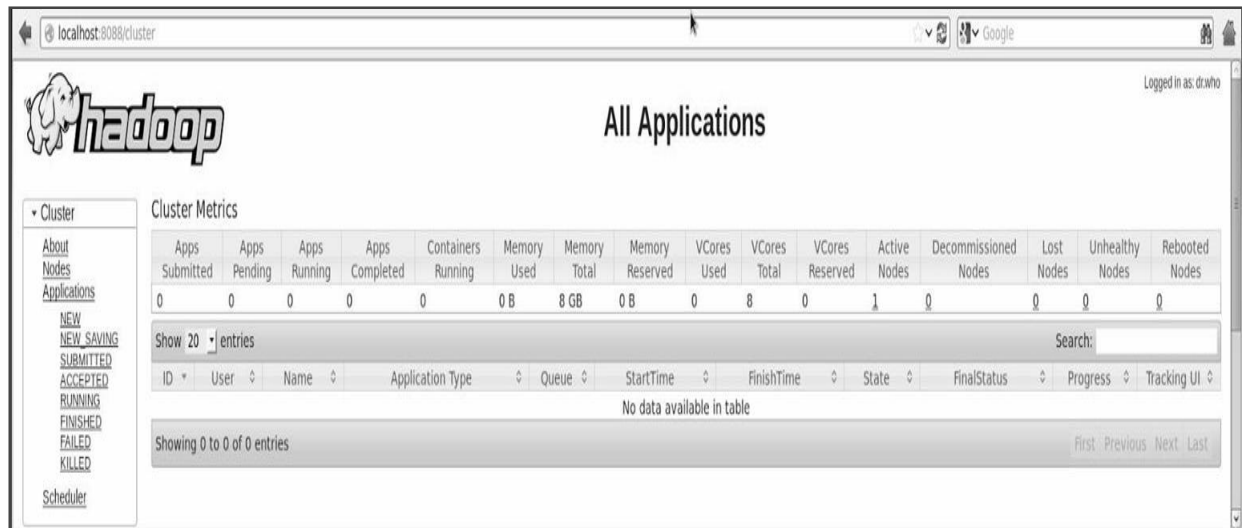 localhost:8088/cluster
Google
Logged in as: dr.who
hadoop
All Applications
Cluster
About
Nodes
Applications
NEW
NEW_SAVING
SUBMITTED
ACCEPTED
RUNNING
FINISHED
FAILED
KILLED
Scheduler
Cluster Metrics
Apps Submitted Apps Pending Apps Running Apps Completed Containers Running Memory Used Memory Total Memory Reserved VCores Used VCores Total VCores Reserved Active Nodes Decommissioned Nodes Lost Nodes Unhealthy Nodes Rebooted Nodes
0 0 0 0 0 0 B 8 GB 0 B 0 8 0 1 0 0 0 0
Show 20 entries Search:
ID User Name Application Type Queue StartTime FinishTime State FinalStatus Progress Tracking UI
No data available in table
Showing 0 to 0 of 0 entries First Previous Next Last